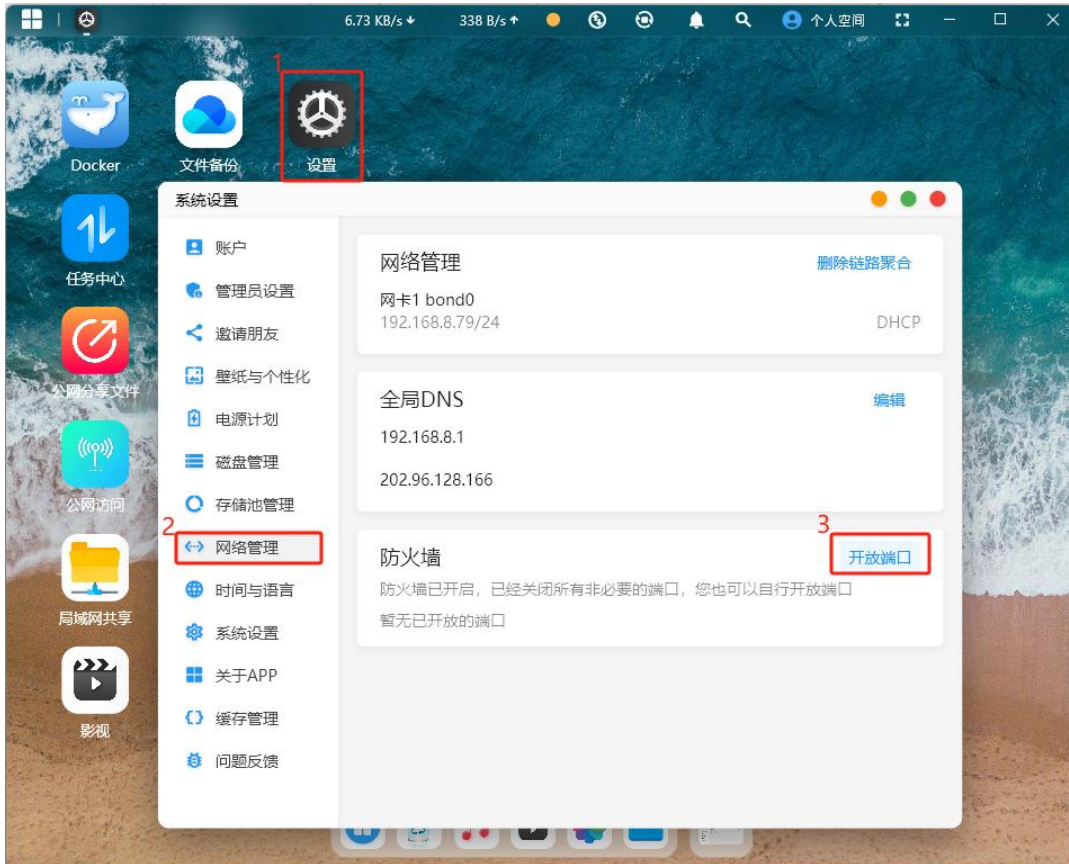 6.73 KB/s 338 B/s 个人空间
1
Docker 文件备份 设置
任务中心
公网分享文件
公网访问
局域网共享
影视
系统设置
账户
管理员设置
邀请朋友
壁纸与个性化
电源计划
磁盘管理
存储池管理
2
网络管理
时间与语言
系统设置
关于APP
缓存管理
问题反馈
网络管理 删除链路聚合
网卡1 bond0
192.168.8.79/24 DHCP
全局DNS 编辑
192.168.8.1
202.96.128.166
3
防火墙 开放端口
防火墙已开启，已经关闭所有非必要的端口，您也可以自行开放端口
暂无已开放的端口